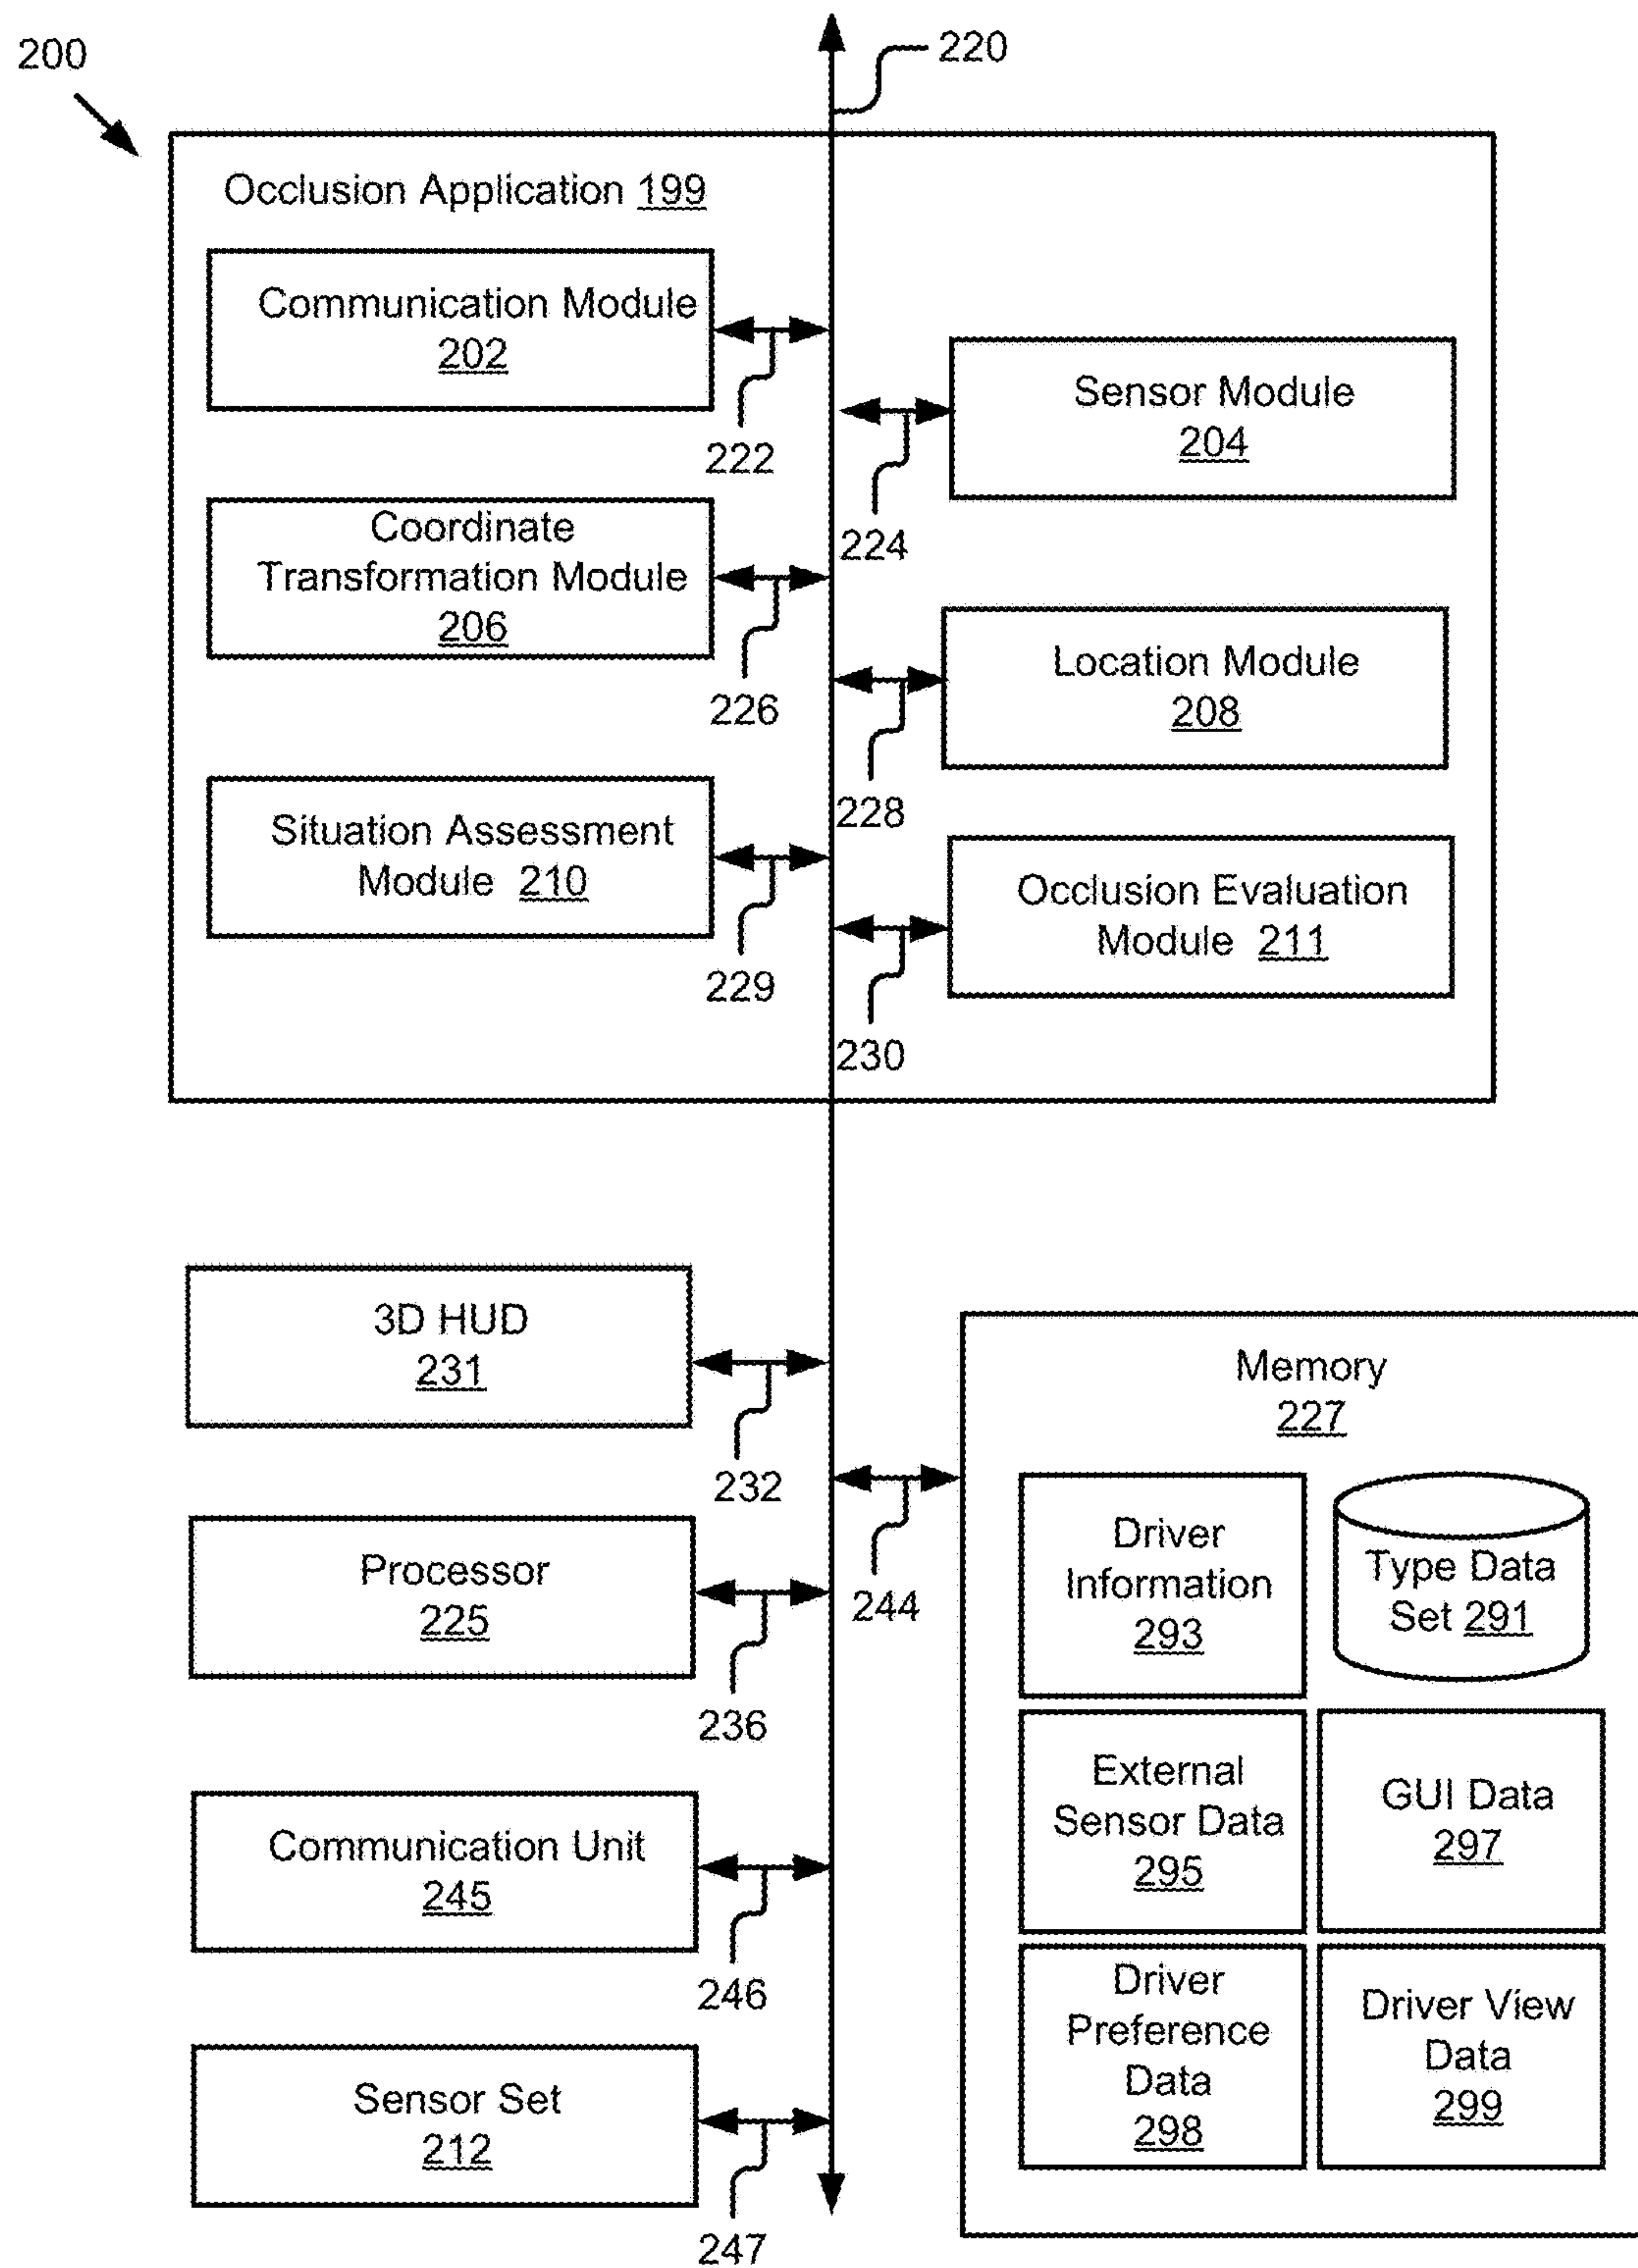 200
220
Occlusion Application 199
Communication Module
202
222
Sensor Module
204
224
Coordinate
Transformation Module
206
226
Location Module
208
228
Situation Assessment
Module 210
229
Occlusion Evaluation
Module 211
230
3D HUD
231
232
Memory
227
244
Driver
Information
293
Type Data
Set 291
Processor
225
236
External
Sensor Data
295
GUI Data
297
Communication Unit
245
246
Driver
Preference
Data
298
Driver View
Data
299
Sensor Set
212
247